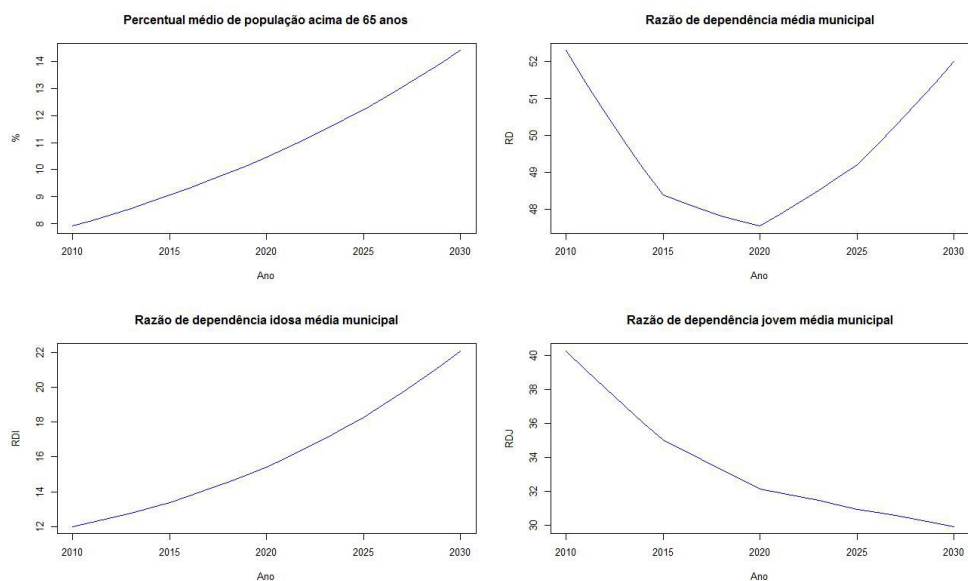 Percentual médio de população acima de 65 anos
%
14
13
12
11
10
9
8
2010 2015 2020 2025 2030
Ano
Razão de dependência média municipal
RD
52
51
50
49
48
2010 2015 2020 2025 2030
Ano
Razão de dependência idosa média municipal
RDI
22
20
18
16
14
12
2010 2015 2020 2025 2030
Ano
Razão de dependência jovem média municipal
RDJ
40
38
36
34
32
30
2010 2015 2020 2025 2030
Ano